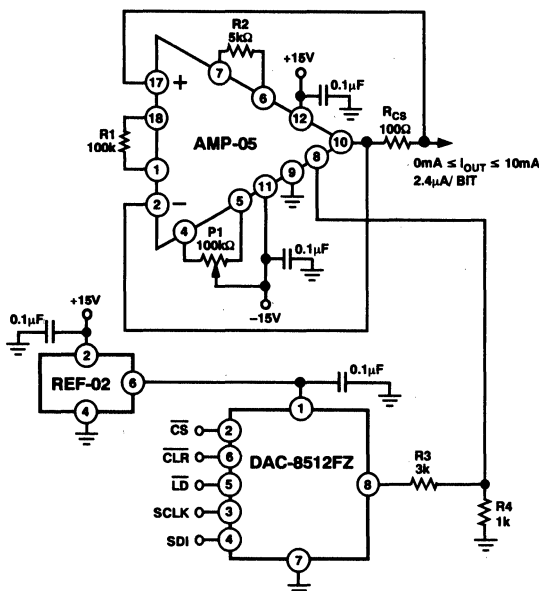 R2
5kΩ
+15V
0.1μF
7
6
17
+
12
18
AMP-05
RCS
100Ω
R1
100k
10
8
0mA ≤ IOUT ≤ 10mA
2.4μA/ BIT
1
9
11
2
–
5
4
P1
100kΩ
0.1μF
+15V
–15V
0.1μF
2
REF-02
6
0.1μF
4
1
CS
2
DAC-8512FZ
CLR
6
R3
3k
LD
5
8
SCLK
3
R4
1k
SDI
4
7